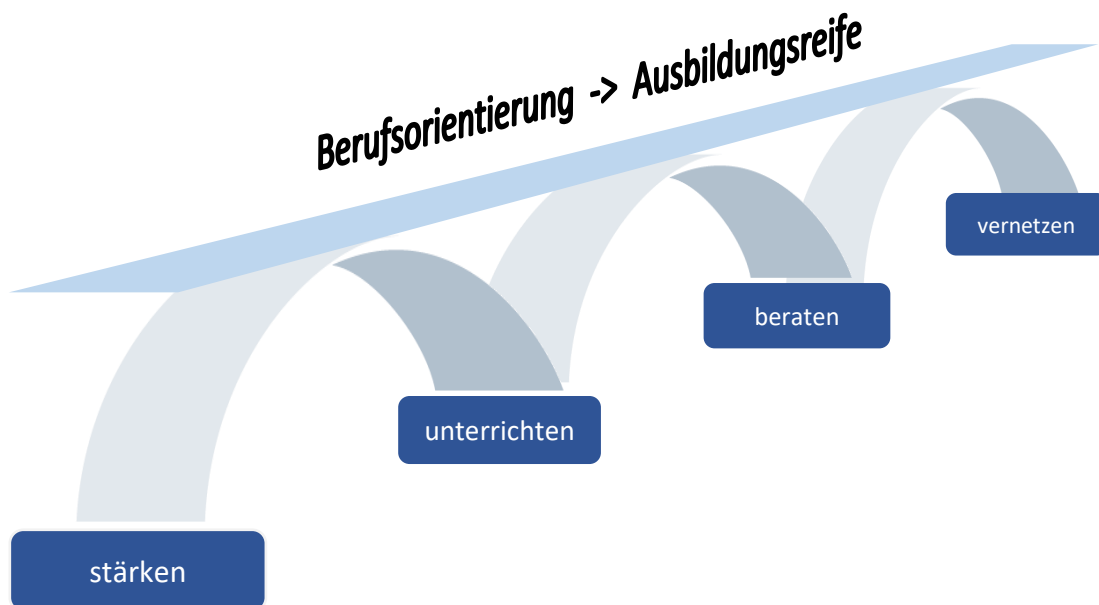 Berufsorientierung -> Ausbildungsreife
vernetzen
beraten
unterrichten
stärken